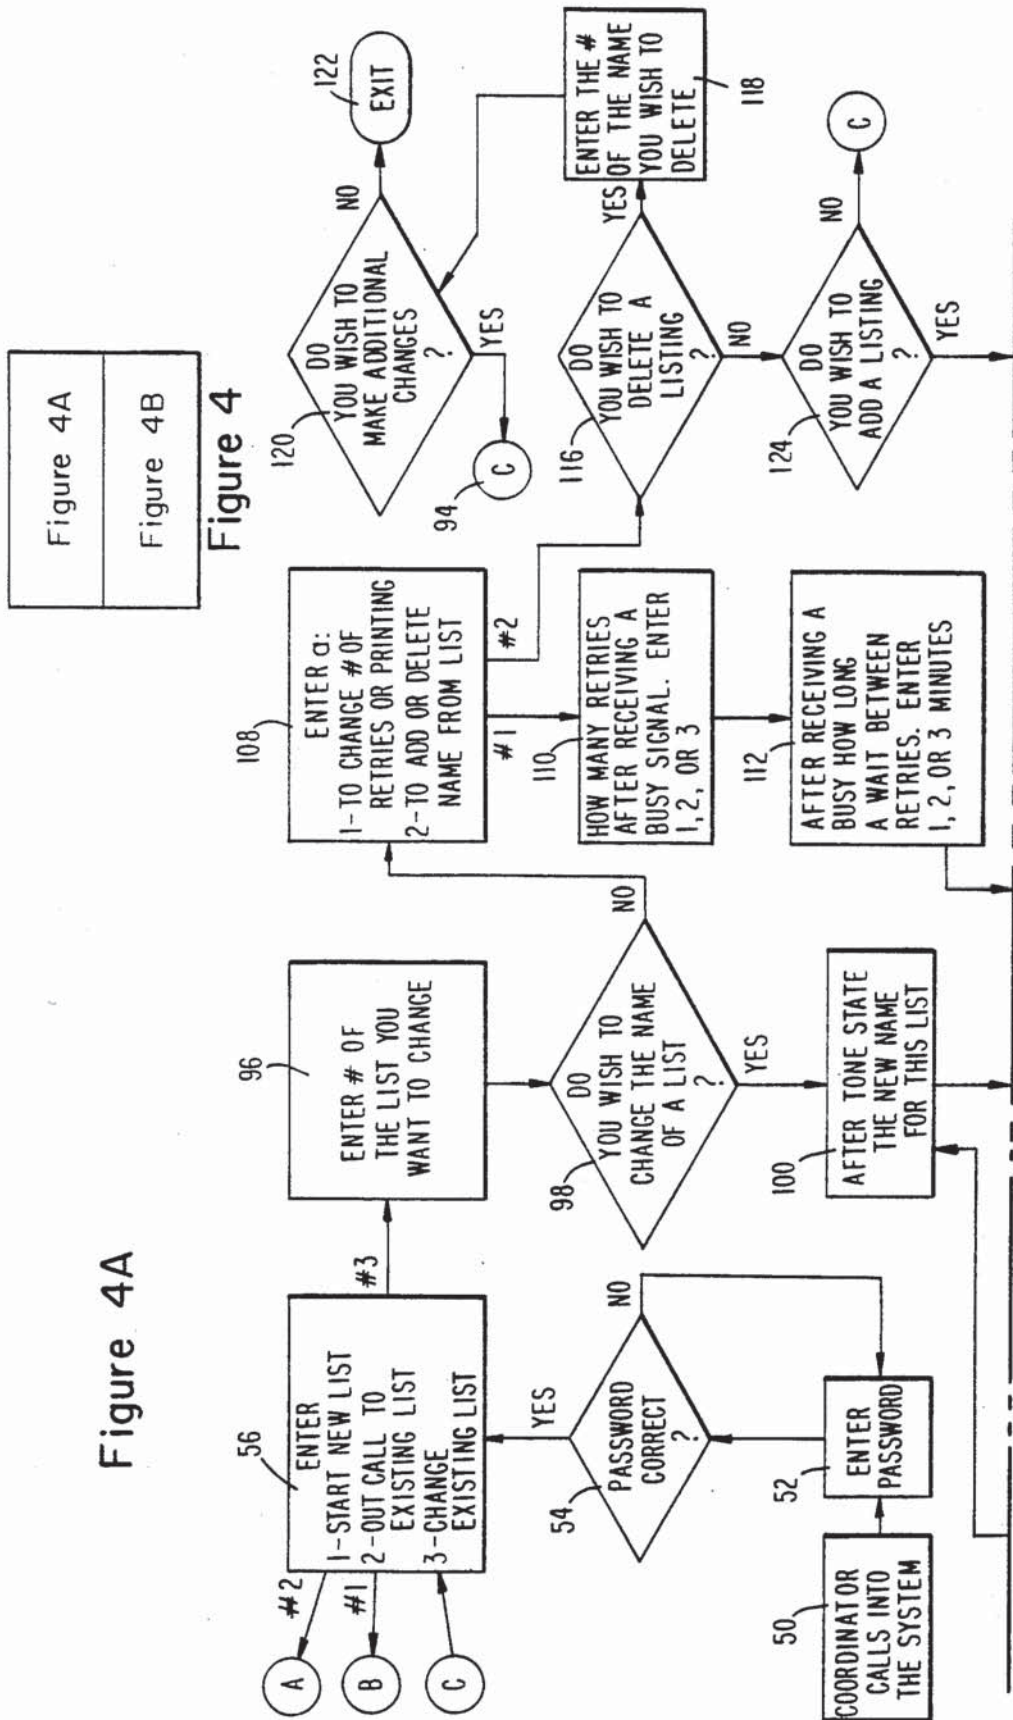 Figure 4A
Figure 4A
Figure 4B
Figure 4
56
ENTER
1-START NEW LIST
2-OUT CALL TO
EXISTING LIST
3-CHANGE
EXISTING LIST
#2
A
#1
B
C
#3
YES
54
PASSWORD
CORRECT
?
NO
52
ENTER
PASSWORD
50
COORDINATOR
CALLS INTO
THE SYSTEM
96
ENTER # OF
THE LIST YOU
WANT TO CHANGE
98
DO
YOU WISH TO
CHANGE THE NAME
OF A LIST
?
NO
YES
100
AFTER TONE STATE
THE NEW NAME
FOR THIS LIST
108
ENTER a:
1-TO CHANGE # OF
RETRIES OR PRINTING
2-TO ADD OR DELETE
NAME FROM LIST
#1
#2
110
HOW MANY RETRIES
AFTER RECEIVING A
BUSY SIGNAL. ENTER
1, 2, OR 3
112
AFTER RECEIVING A
BUSY HOW LONG
A WAIT BETWEEN
RETRIES. ENTER
1, 2, OR 3 MINUTES
120
DO
YOU WISH TO
MAKE ADDITIONAL
CHANGES
?
NO
122
EXIT
YES
94
C
116
DO
YOU WISH TO
DELETE A
LISTING
?
YES
ENTER THE #
OF THE NAME
YOU WISH TO
DELETE
118
NO
124
DO
YOU WISH TO
ADD A LISTING
?
NO
C
YES